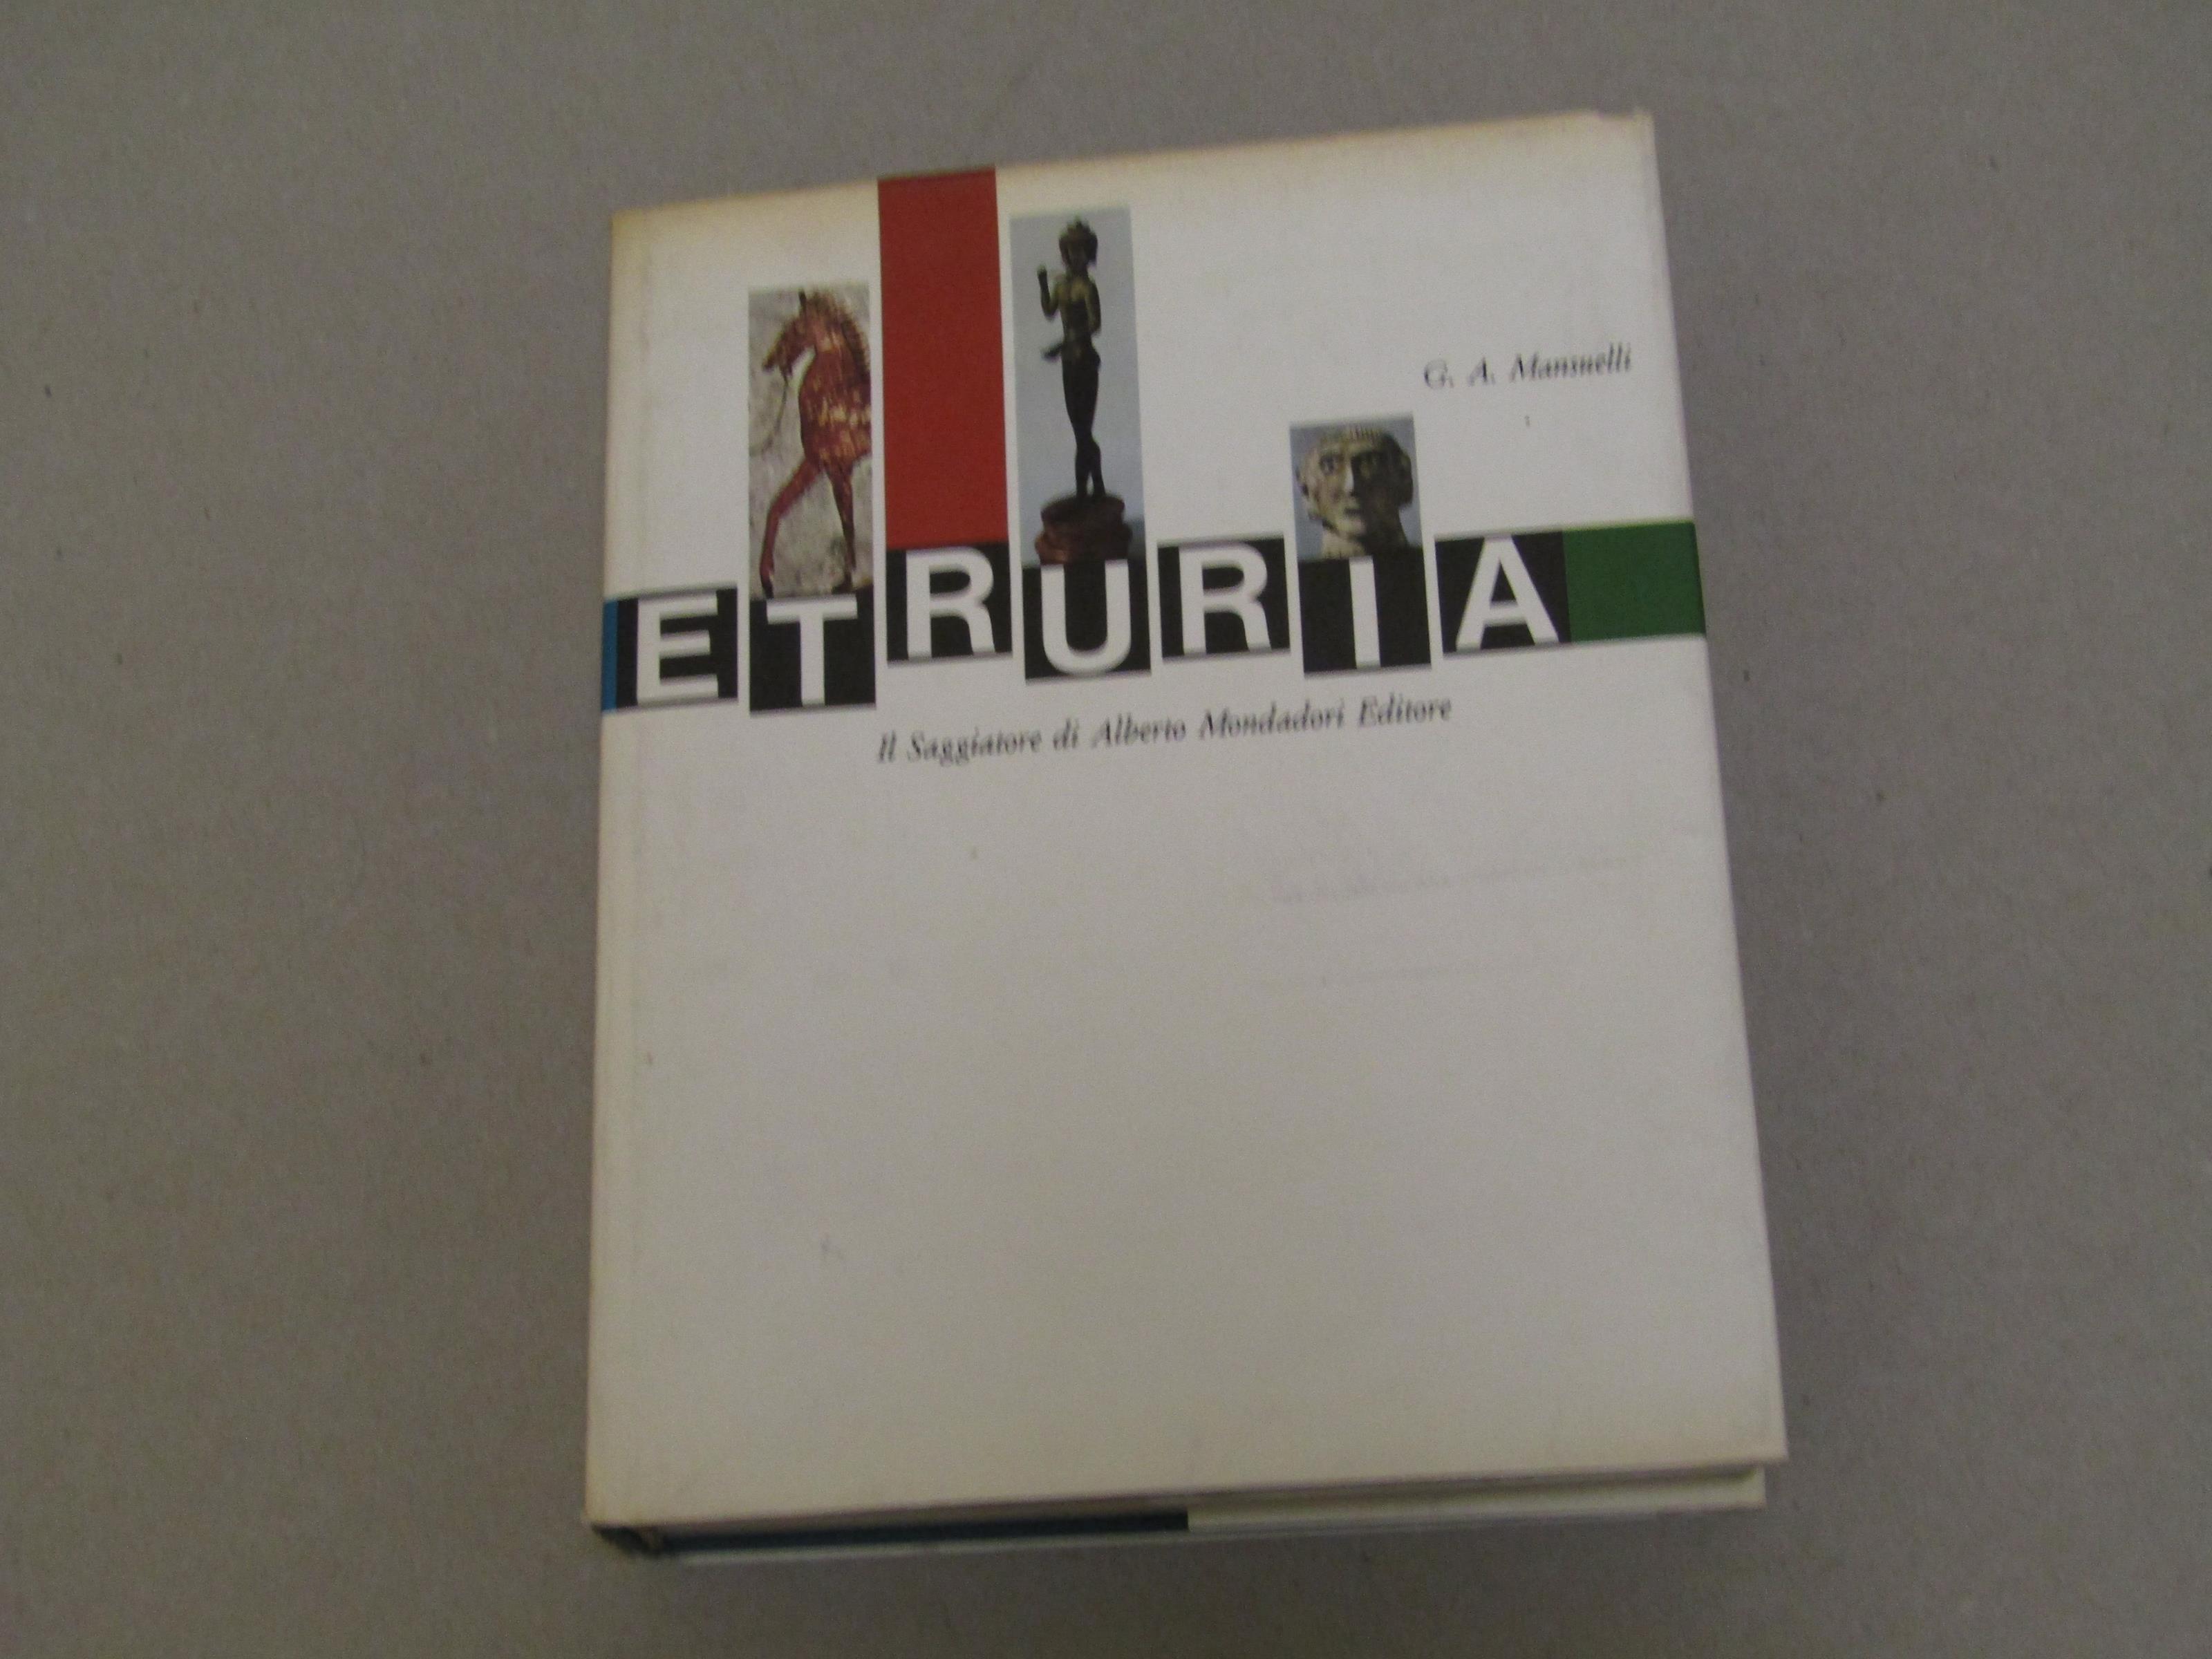 G. A. Mansuelli
ETRURIA
Il Saggiatore di Alberto Mondadori Editore